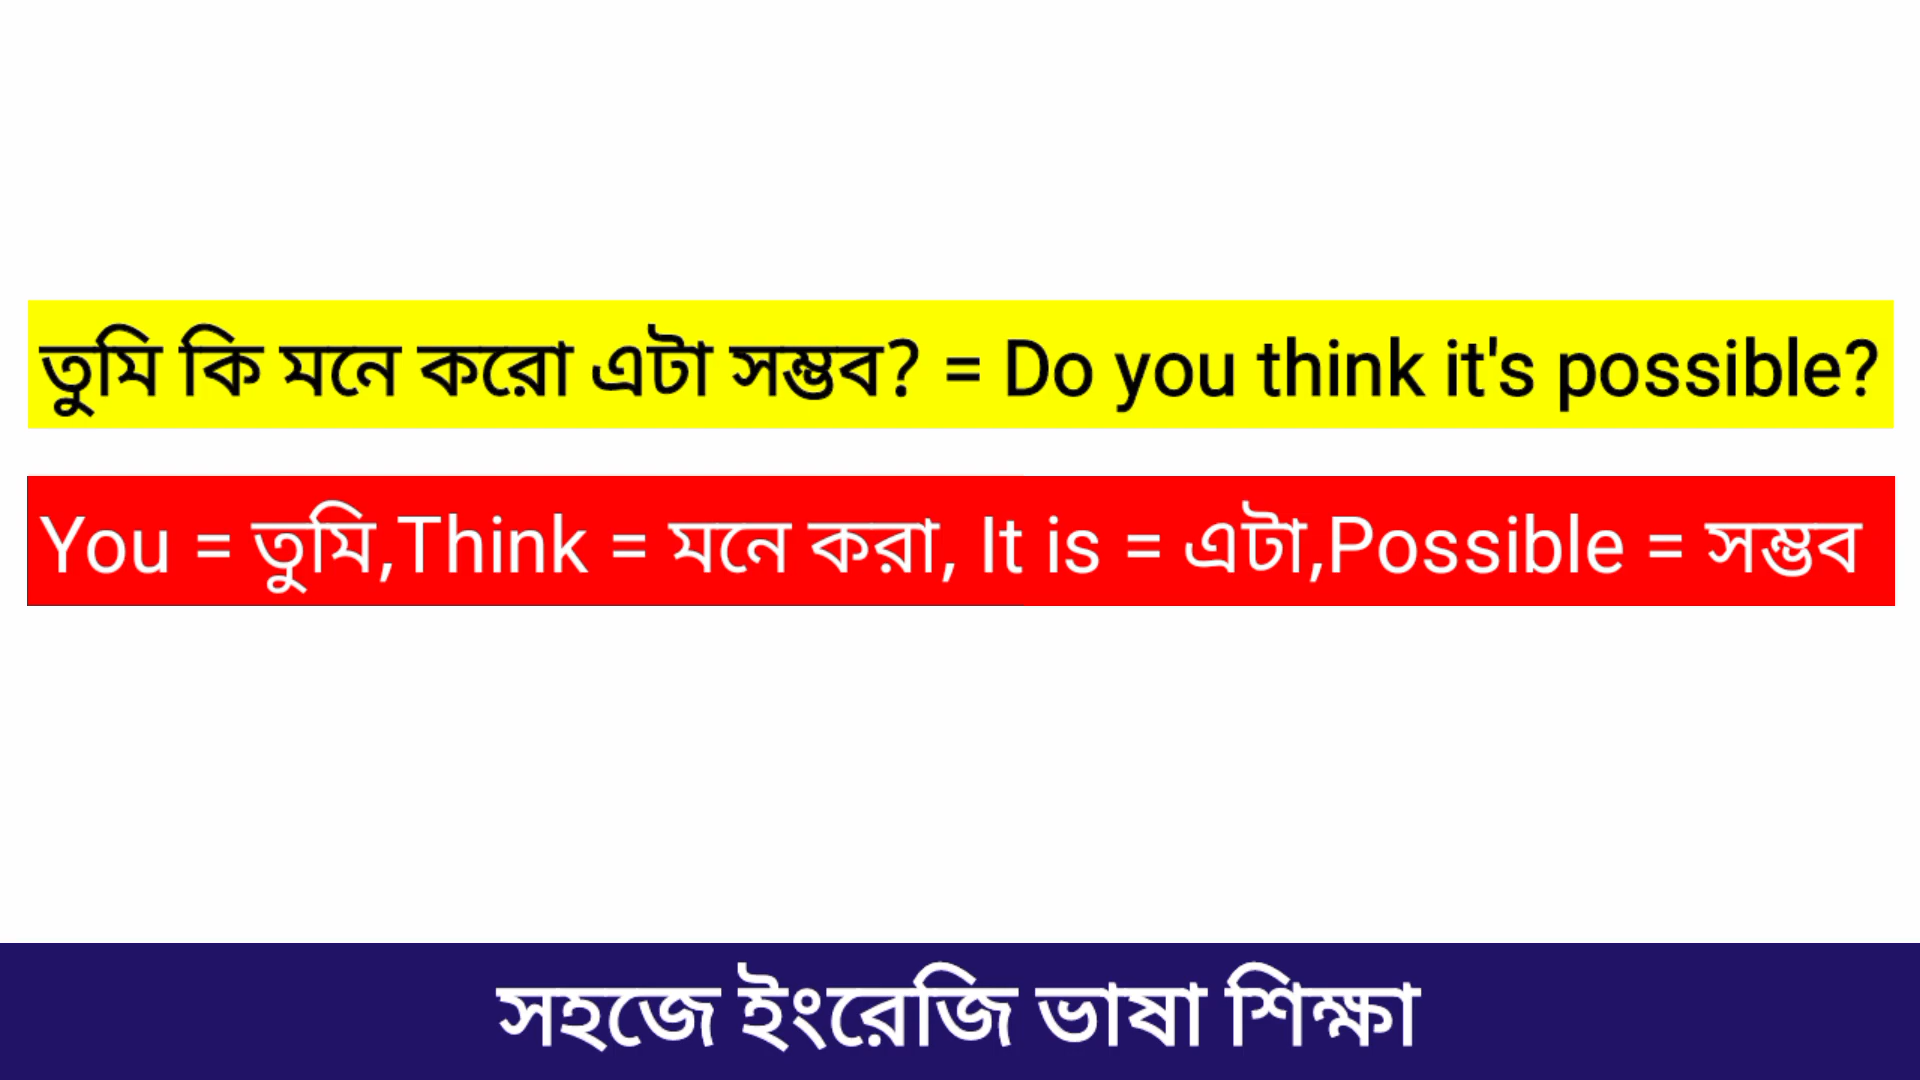 তুমি কি মনে করো এটা সম্ভব? = Do you think it's possible?
You = তুমি,Think = মনে করা, It is = এটা,Possible = সম্ভব
সহজে ইংরেজি ভাষা শিক্ষা